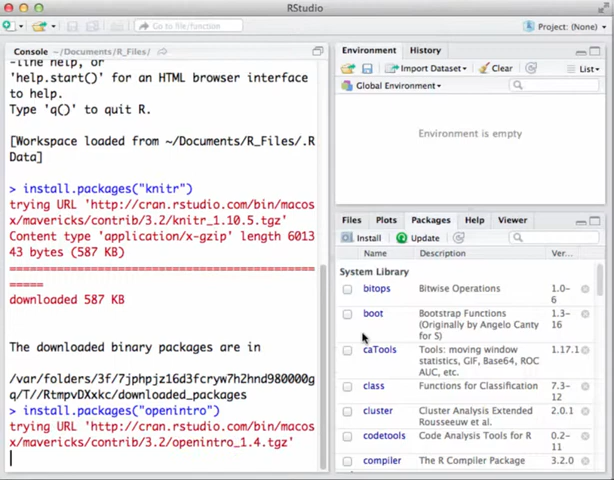 RStudio
Go to file/function
Project: (None)
Console ~/Documents/R_Files/
-line help, or
'help.start()' for an HTML browser interface
to help.
Type 'q()' to quit R.
[Workspace loaded from ~/Documents/R_Files/.R
Data]
> install.packages("knitr")
trying URL 'http://cran.rstudio.com/bin/macos
x/mavericks/contrib/3.2/knitr_1.10.5.tgz'
Content type 'application/x-gzip' length 6013
43 bytes (587 KB)
==================================================
=====
downloaded 587 KB
The downloaded binary packages are in
/var/folders/3f/7jphpjz16d3fcryw7h2hnd980000g
q/T//RtmpvDXxkc/downloaded_packages
> install.packages("openintro")
trying URL 'http://cran.rstudio.com/bin/macos
x/mavericks/contrib/3.2/openintro_1.4.tgz'
Environment History
Import Dataset Clear List
Global Environment
Environment is empty
Files Plots Packages Help Viewer
Install Update
Name Description Ver...
System Library
bitops Bitwise Operations 1.0-
6
boot Bootstrap Functions 1.3-
(Originally by Angelo Canty 16
for S)
caTools Tools: moving window 1.17.1
statistics, GIF, Base64, ROC
AUC, etc.
class Functions for Classification 7.3-
12
cluster Cluster Analysis Extended 2.0.1
Rousseeuw et al.
codetools Code Analysis Tools for R 0.2-
11
compiler The R Compiler Package 3.2.0